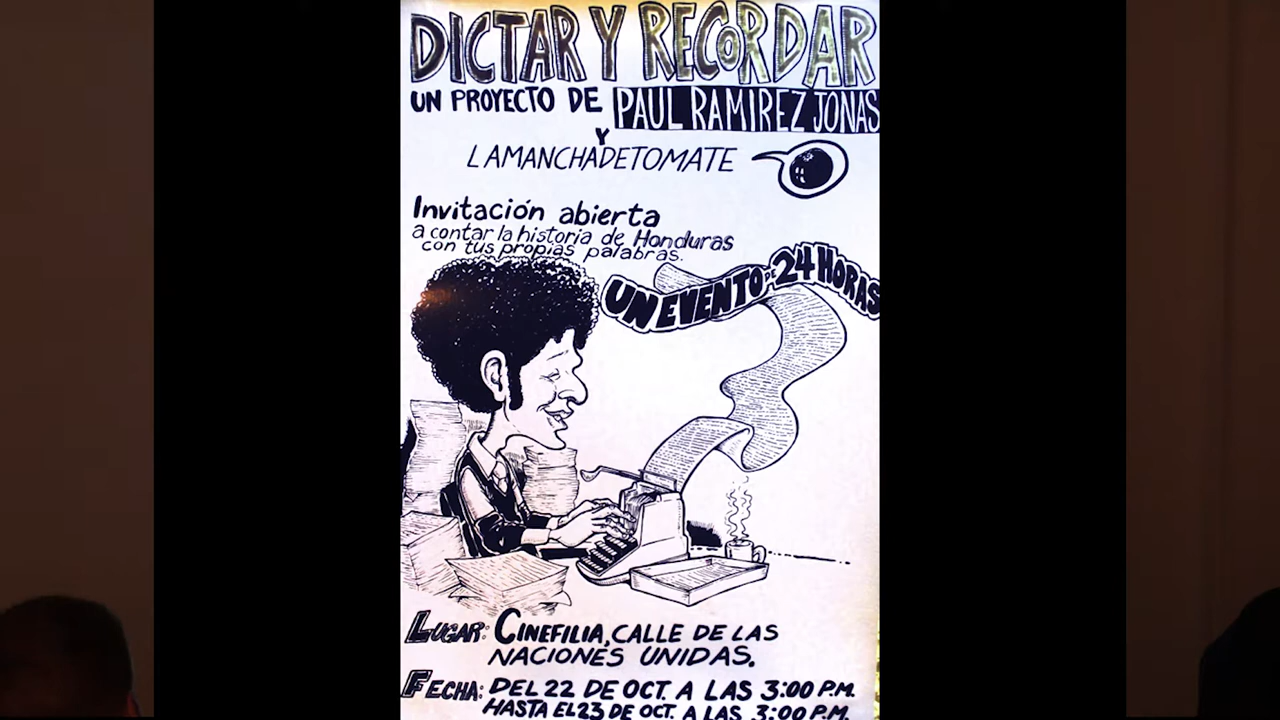 DICTAR Y RECORDAR
UN PROYECTO DE PAUL RAMIREZ JONAS
Y
LAMANCHADETOMATE
Invitación abierta
a contar la historia de Honduras
con tus propias palabras.
UN EVENTO DE 24 HORAS
LUGAR: CINEFILIA, CALLE DE LAS
NACIONES UNIDAS.
FECHA: DEL 22 DE OCT. A LAS 3:00 P.M.
HASTA EL 23 DE OCT. A LAS 3:00 P.M.